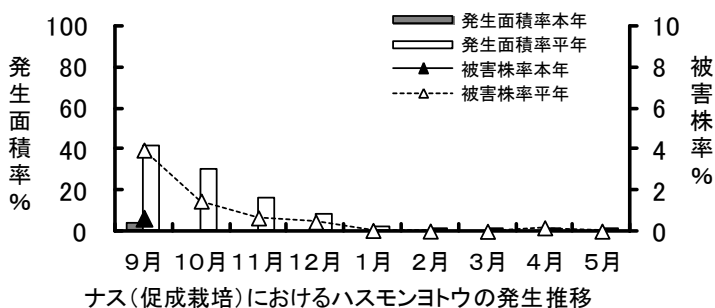 発生面積率%
100
80
60
40
20
0
発生面積率本年
発生面積率平年
被害株率本年
被害株率平年
10
8
6
4
2
0
被害株率%
9月 10月 11月 12月 1月 2月 3月 4月 5月
ナス(促成栽培)におけるハスモンヨトウの発生推移